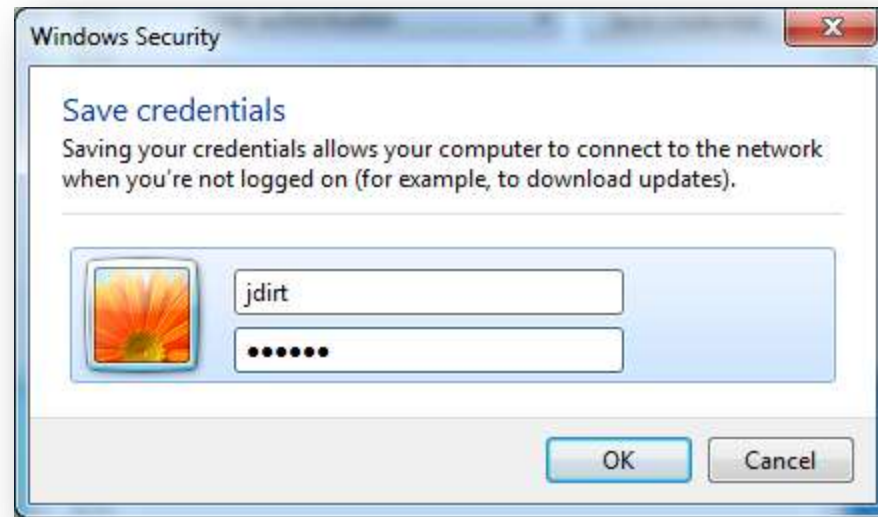 Windows Security
Save credentials
Saving your credentials allows your computer to connect to the network
when you're not logged on (for example, to download updates).
jdirt
●●●●●●
OK
Cancel